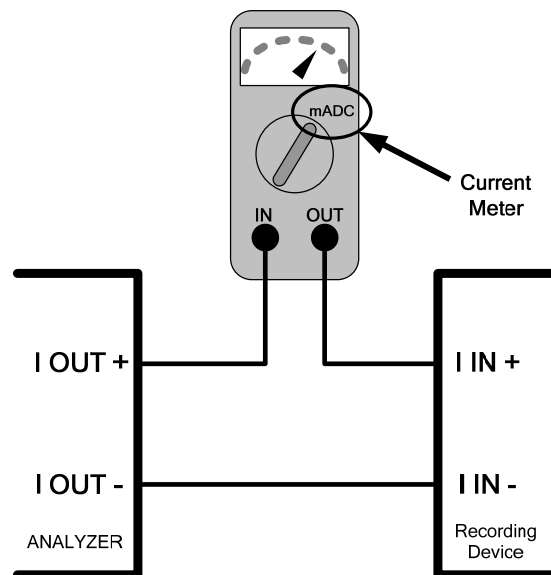 mADC
Current
Meter
IN OUT
I OUT +
I IN +
I OUT -
I IN -
ANALYZER
Recording
Device